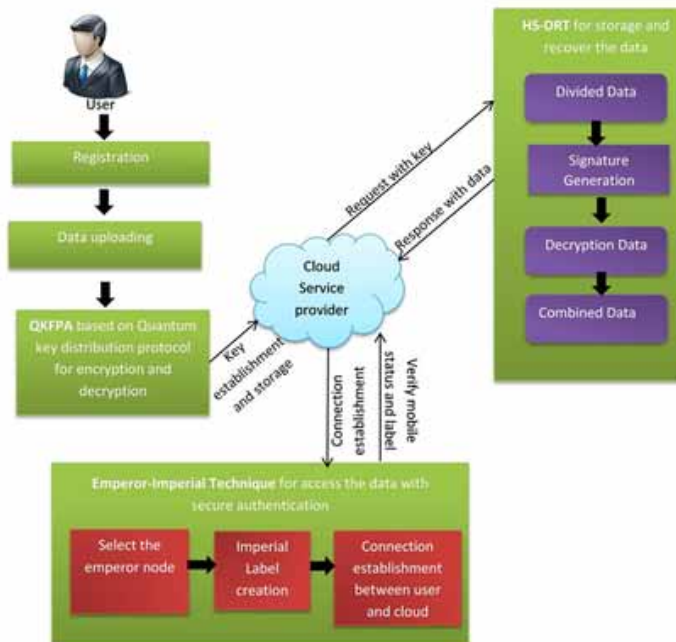 User
Registration
Data uploading
QKFPA based on Quantum
key distribution protocol
for encryption and
decryption
Key
establishment
and storage
Cloud
Service
provider
Request with key
Response with data
HS-DRT for storage and
recover the data
Divided Data
Signature
Generation
Decryption Data
Combined Data
Connection
establishment
Verify mobile
status and label
Emperor-Imperial Technique for access the data with
secure authentication
Select the
emperor node
Imperial
Label
creation
Connection
establishment
between user
and cloud